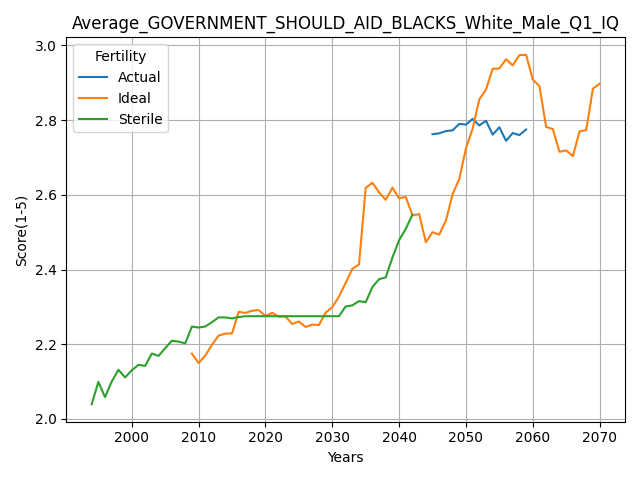 Average_GOVERNMENT_SHOULD_AID_BLACKS_White_Male_Q1_IQ
Fertility
Actual
Ideal
Sterile
Score(1-5)
3.0
2.8
2.6
2.4
2.2
2.0
2000 2010 2020 2030 2040 2050 2060 2070
Years